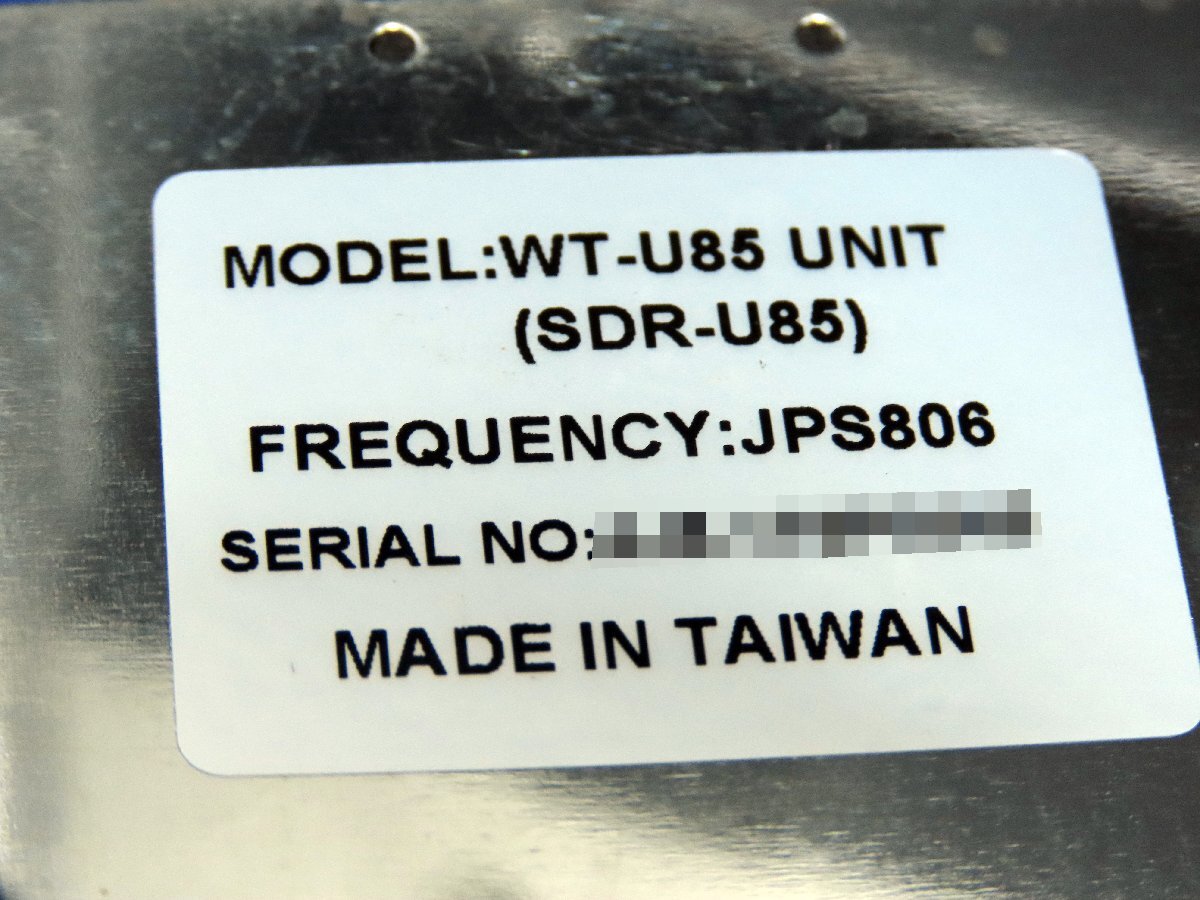 MODEL:WT-U85 UNIT
(SDR-U85)
FREQUENCY:JPS806
SERIAL NO:
MADE IN TAIWAN